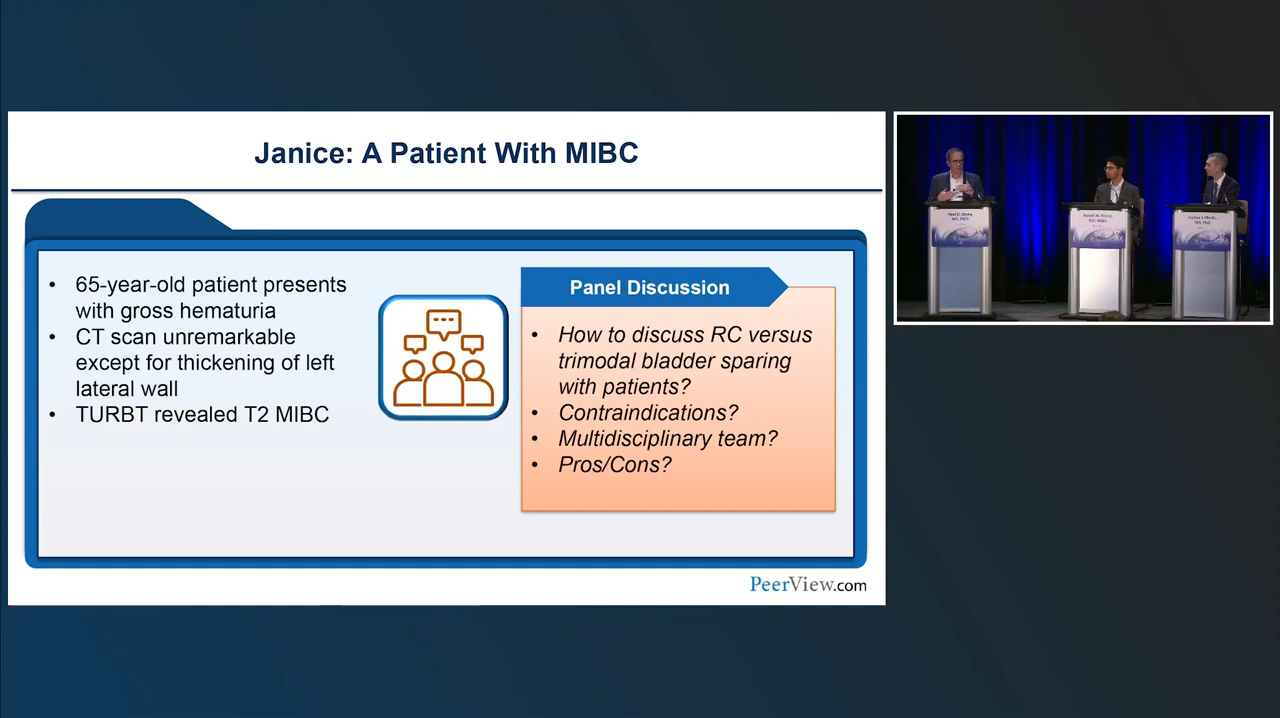 Janice: A Patient With MIBC
• 65-year-old patient presents
with gross hematuria
• CT scan unremarkable
except for thickening of left
lateral wall
• TURBT revealed T2 MIBC
Panel Discussion
• How to discuss RC versus
trimodal bladder sparing
with patients?
• Contraindications?
• Multidisciplinary team?
• Pros/Cons?
PeerView.com